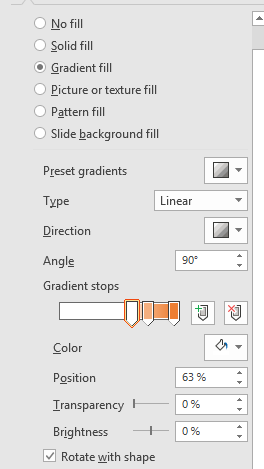 No fill
Solid fill
Gradient fill
Picture or texture fill
Pattern fill
Slide background fill
Preset gradients
Type Linear
Direction
Angle 90°
Gradient stops
Color
Position 63 %
Transparency 0 %
Brightness 0 %
Rotate with shape